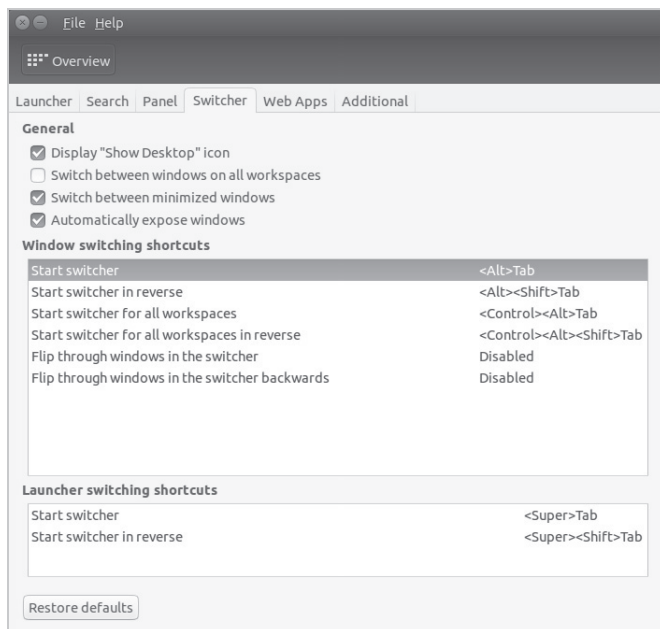 File Help
Overview
Launcher Search Panel Switcher Web Apps Additional
General
Display "Show Desktop" icon
Switch between windows on all workspaces
Switch between minimized windows
Automatically expose windows
Window switching shortcuts
Start switcher <Alt>Tab
Start switcher in reverse <Alt><Shift>Tab
Start switcher for all workspaces <Control><Alt>Tab
Start switcher for all workspaces in reverse <Control><Alt><Shift>Tab
Flip through windows in the switcher Disabled
Flip through windows in the switcher backwards Disabled
Launcher switching shortcuts
Start switcher <Super>Tab
Start switcher in reverse <Super><Shift>Tab
Restore defaults